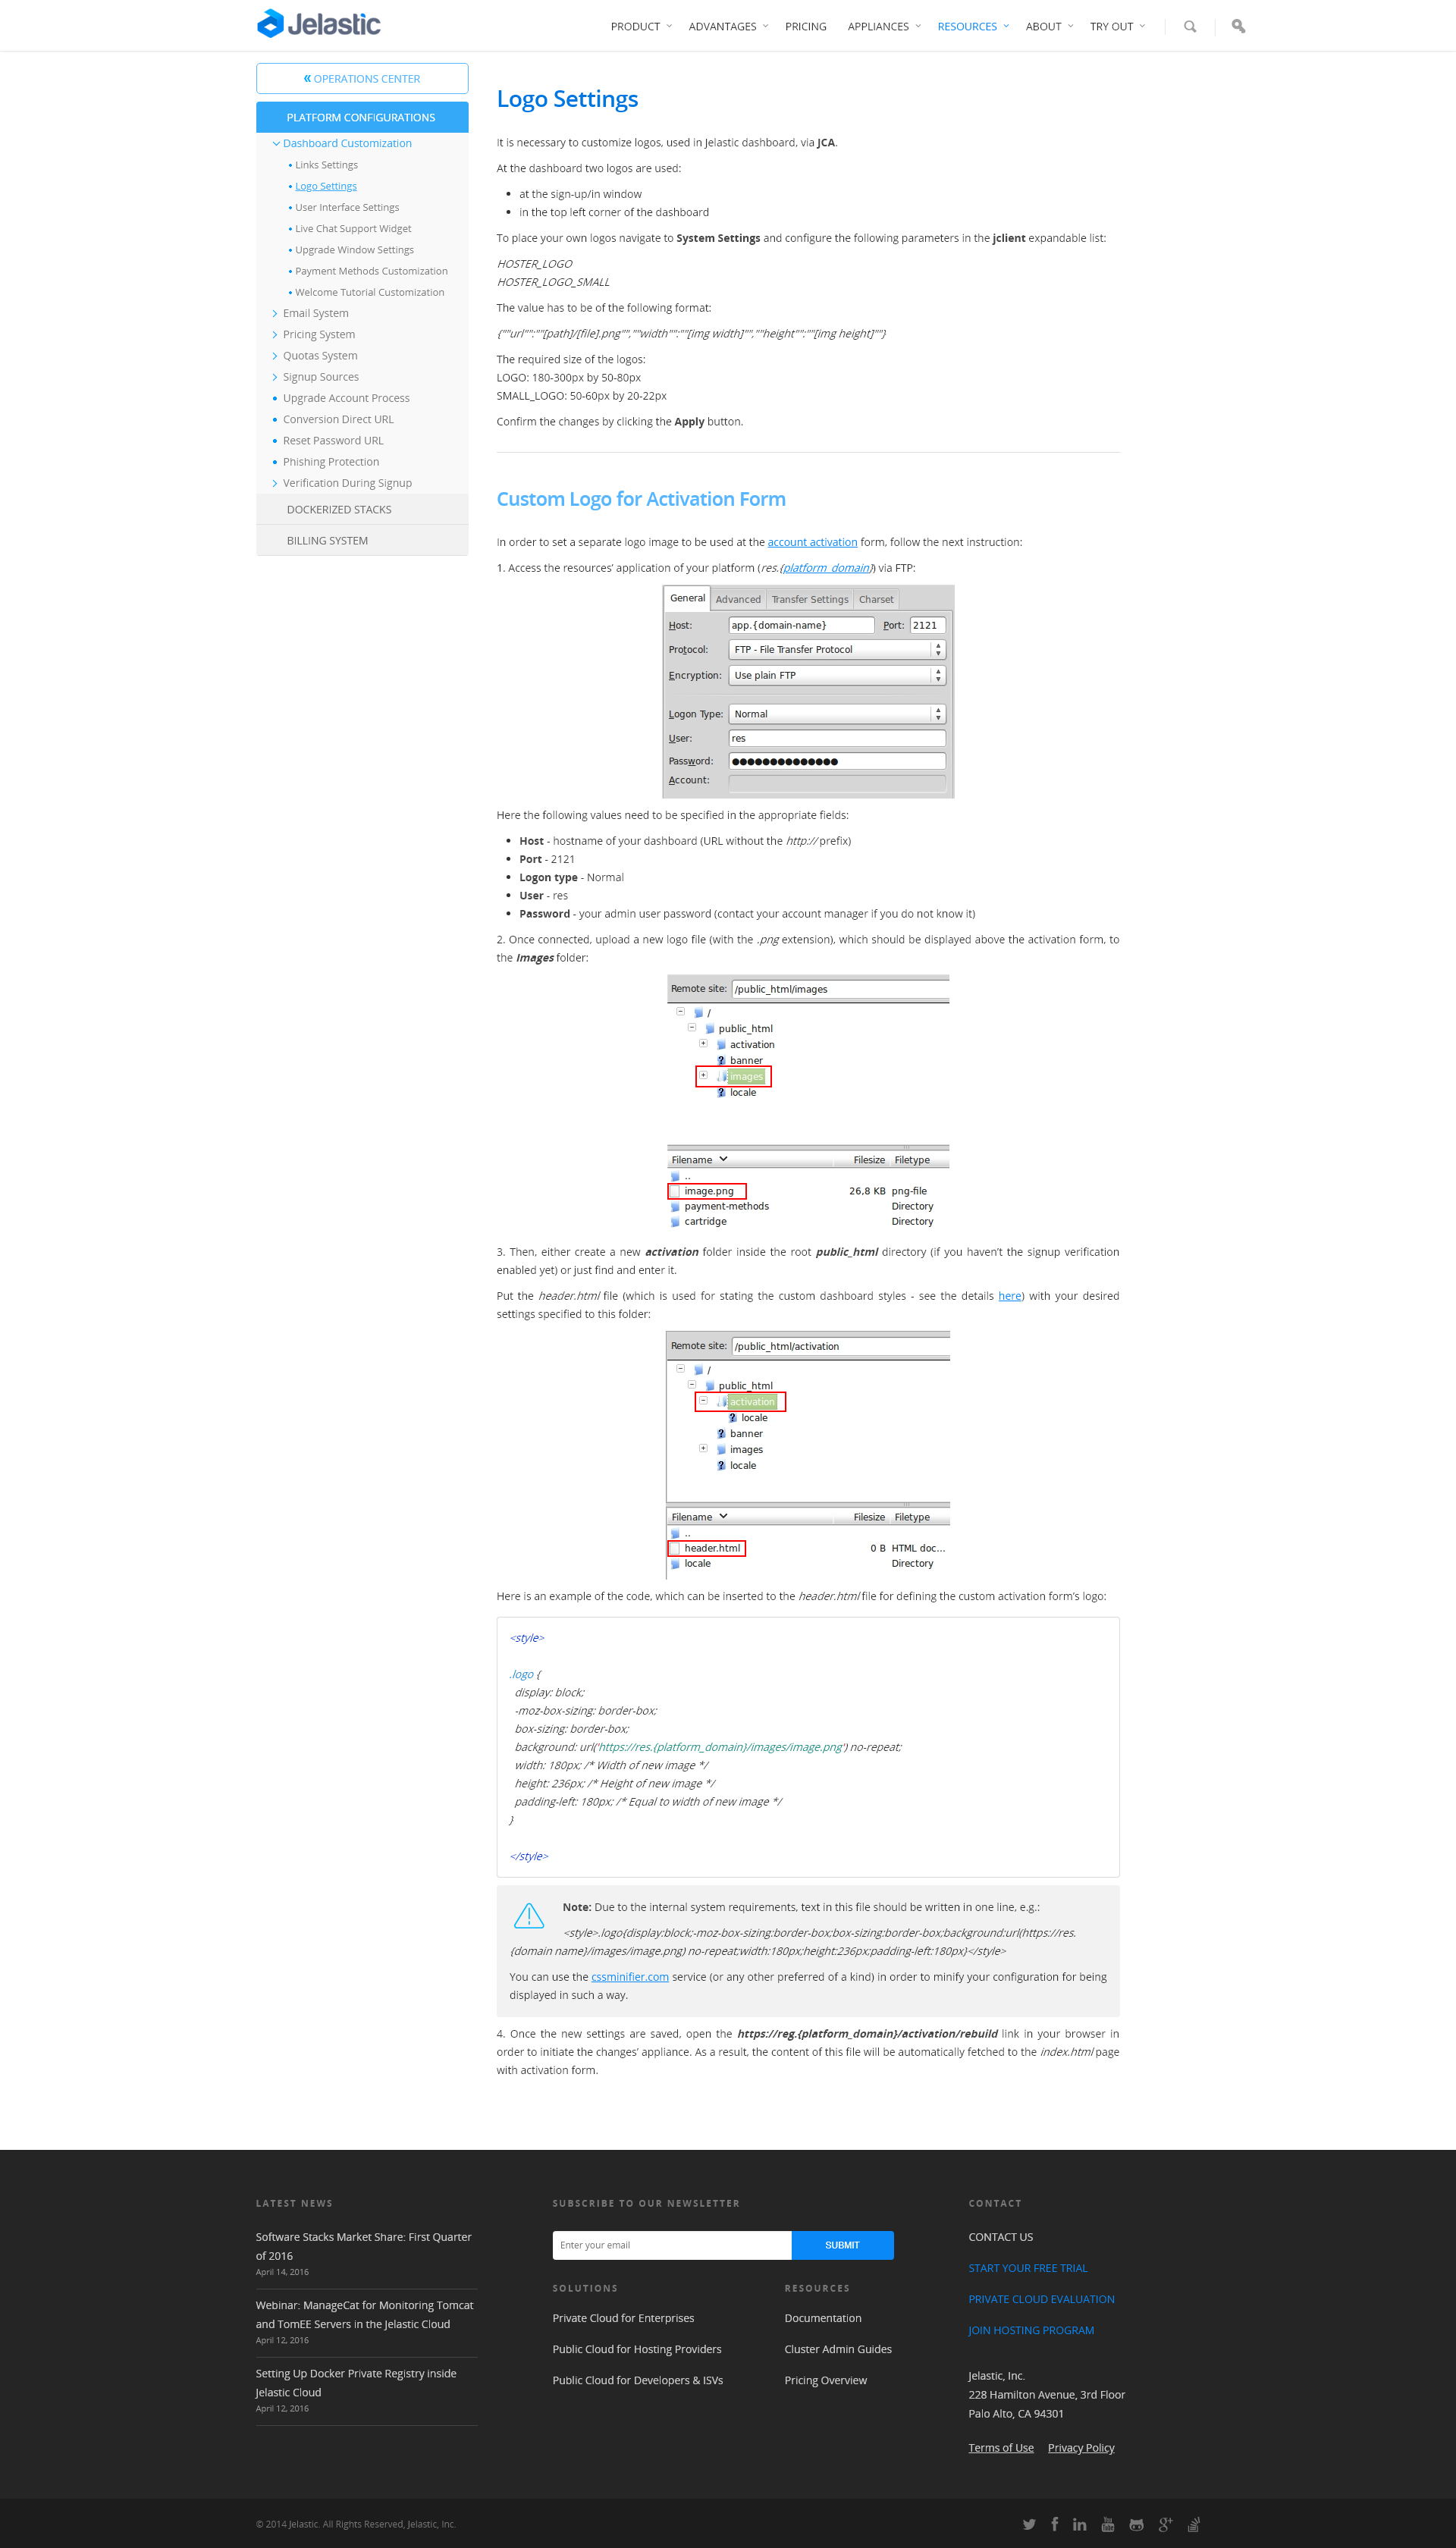 Jelastic
PRODUCT
ADVANTAGES
PRICING
APPLIANCES
RESOURCES
ABOUT
TRY OUT
« OPERATIONS CENTER
PLATFORM CONFIGURATIONS
Dashboard Customization
Links Settings
Logo Settings
User Interface Settings
Live Chat Support Widget
Upgrade Window Settings
Payment Methods Customization
Welcome Tutorial Customization
Email System
Pricing System
Quotas System
Signup Sources
Upgrade Account Process
Conversion Direct URL
Reset Password URL
Phishing Protection
Verification During Signup
DOCKERIZED STACKS
BILLING SYSTEM
Logo Settings
It is necessary to customize logos, used in Jelastic dashboard, via JCA.
At the dashboard two logos are used:
• at the sign-up/in window
• in the top left corner of the dashboard
To place your own logos navigate to System Settings and configure the following parameters in the jclient expandable list:
HOSTER_LOGO
HOSTER_LOGO_SMALL
The value has to be of the following format:
{""url"":""[path]/[file].png"",""width"":""[img width]"",""height"":""[img height]""}
The required size of the logos:
LOGO: 180-300px by 50-80px
SMALL_LOGO: 50-60px by 20-22px
Confirm the changes by clicking the Apply button.
Custom Logo for Activation Form
In order to set a separate logo image to be used at the account activation form, follow the next instruction:
1. Access the resources’ application of your platform (res.{platform_domain}) via FTP:
General Advanced Transfer Settings Charset
Host: app.{domain-name} Port: 2121
Protocol: FTP - File Transfer Protocol
Encryption: Use plain FTP
Logon Type: Normal
User: res
Password: ●●●●●●●●●●●●●●
Account:
Here the following values need to be specified in the appropriate fields:
• Host - hostname of your dashboard (URL without the http:// prefix)
• Port - 2121
• Logon type - Normal
• User - res
• Password - your admin user password (contact your account manager if you do not know it)
2. Once connected, upload a new logo file (with the .png extension), which should be displayed above the activation form, to
the Images folder:
Remote site: /public_html/images
/
public_html
activation
banner
images
locale
Filename Filesize Filetype
..
image.png 26,8 KB png-file
payment-methods Directory
cartridge Directory
3. Then, either create a new activation folder inside the root public_html directory (if you haven’t the signup verification
enabled yet) or just find and enter it.
Put the header.html file (which is used for stating the custom dashboard styles - see the details here) with your desired
settings specified to this folder:
Remote site: /public_html/activation
/
public_html
activation
locale
banner
images
locale
Filename Filesize Filetype
..
header.html 0 B HTML doc...
locale Directory
Here is an example of the code, which can be inserted to the header.html file for defining the custom activation form’s logo:
<style>
.logo {
display: block;
-moz-box-sizing: border-box;
box-sizing: border-box;
background: url('https://res.{platform_domain}/images/image.png') no-repeat;
width: 180px; /* Width of new image */
height: 236px; /* Height of new image */
padding-left: 180px; /* Equal to width of new image */
}
</style>
Note: Due to the internal system requirements, text in this file should be written in one line, e.g.:
<style>.logo{display:block;-moz-box-sizing:border-box;box-sizing:border-box;background:url(https://res.
{domain name}/images/image.png) no-repeat;width:180px;height:236px;padding-left:180px}</style>
You can use the cssminifier.com service (or any other preferred of a kind) in order to minify your configuration for being
displayed in such a way.
4. Once the new settings are saved, open the https://reg.{platform_domain}/activation/rebuild link in your browser in
order to initiate the changes’ appliance. As a result, the content of this file will be automatically fetched to the index.html page
with activation form.
LATEST NEWS
Software Stacks Market Share: First Quarter
of 2016
April 14, 2016
Webinar: ManageCat for Monitoring Tomcat
and TomEE Servers in the Jelastic Cloud
April 12, 2016
Setting Up Docker Private Registry inside
Jelastic Cloud
April 12, 2016
SUBSCRIBE TO OUR NEWSLETTER
Enter your email
SUBMIT
SOLUTIONS
Private Cloud for Enterprises
Public Cloud for Hosting Providers
Public Cloud for Developers & ISVs
RESOURCES
Documentation
Cluster Admin Guides
Pricing Overview
CONTACT
CONTACT US
START YOUR FREE TRIAL
PRIVATE CLOUD EVALUATION
JOIN HOSTING PROGRAM
Jelastic, Inc.
228 Hamilton Avenue, 3rd Floor
Palo Alto, CA 94301
Terms of Use Privacy Policy
© 2014 Jelastic. All Rights Reserved, Jelastic, Inc.